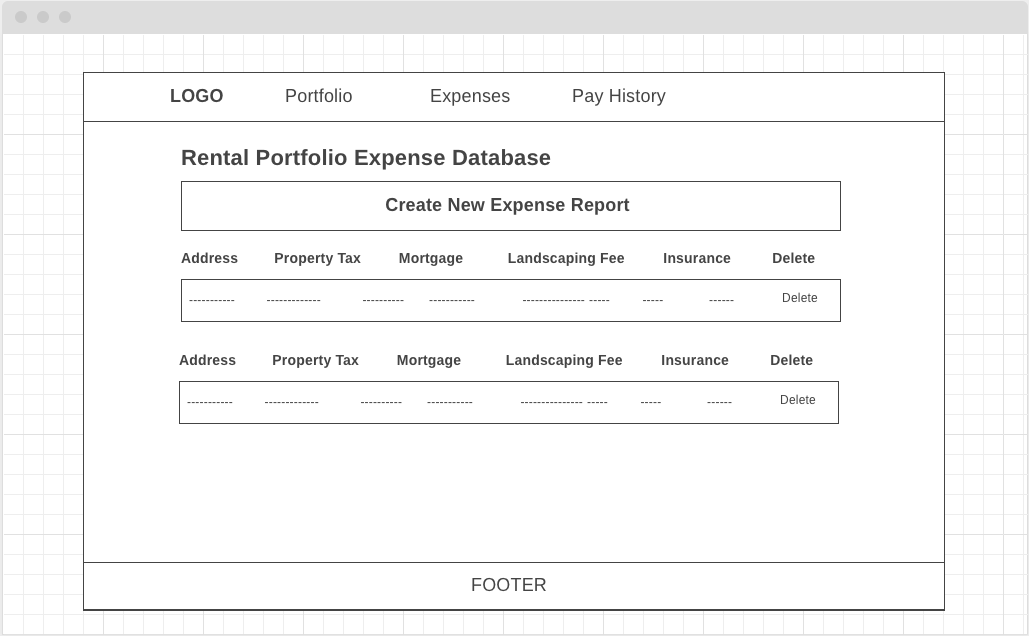 LOGO Portfolio Expenses Pay History
Rental Portfolio Expense Database
Create New Expense Report
Address Property Tax Mortgage Landscaping Fee Insurance Delete
----------- ------------- ---------- ----------- --------------- ----- ----- ------ Delete
Address Property Tax Mortgage Landscaping Fee Insurance Delete
----------- ------------- ---------- ----------- --------------- ----- ----- ------ Delete
FOOTER